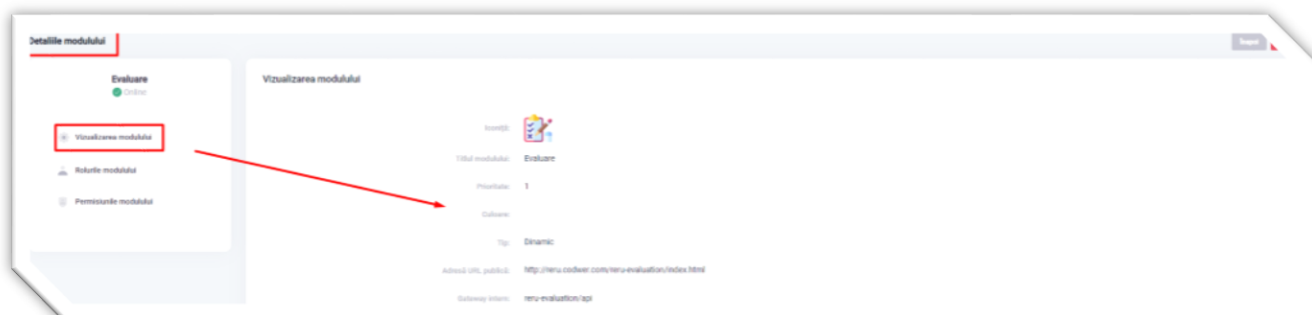 Detaliile modulului
Înapoi
Evaluare
Online
Vizualizarea modulului
Rolurile modulului
Permisiunile modulului
Vizualizarea modulului
Iconiță:
Titlul modulului: Evaluare
Prioritate: 1
Culoare:
Tip: Dinamic
Adresă URL publică: http://reru.codwer.com/reru-evaluation/index.html
Gateway intern: reru-evaluation/api